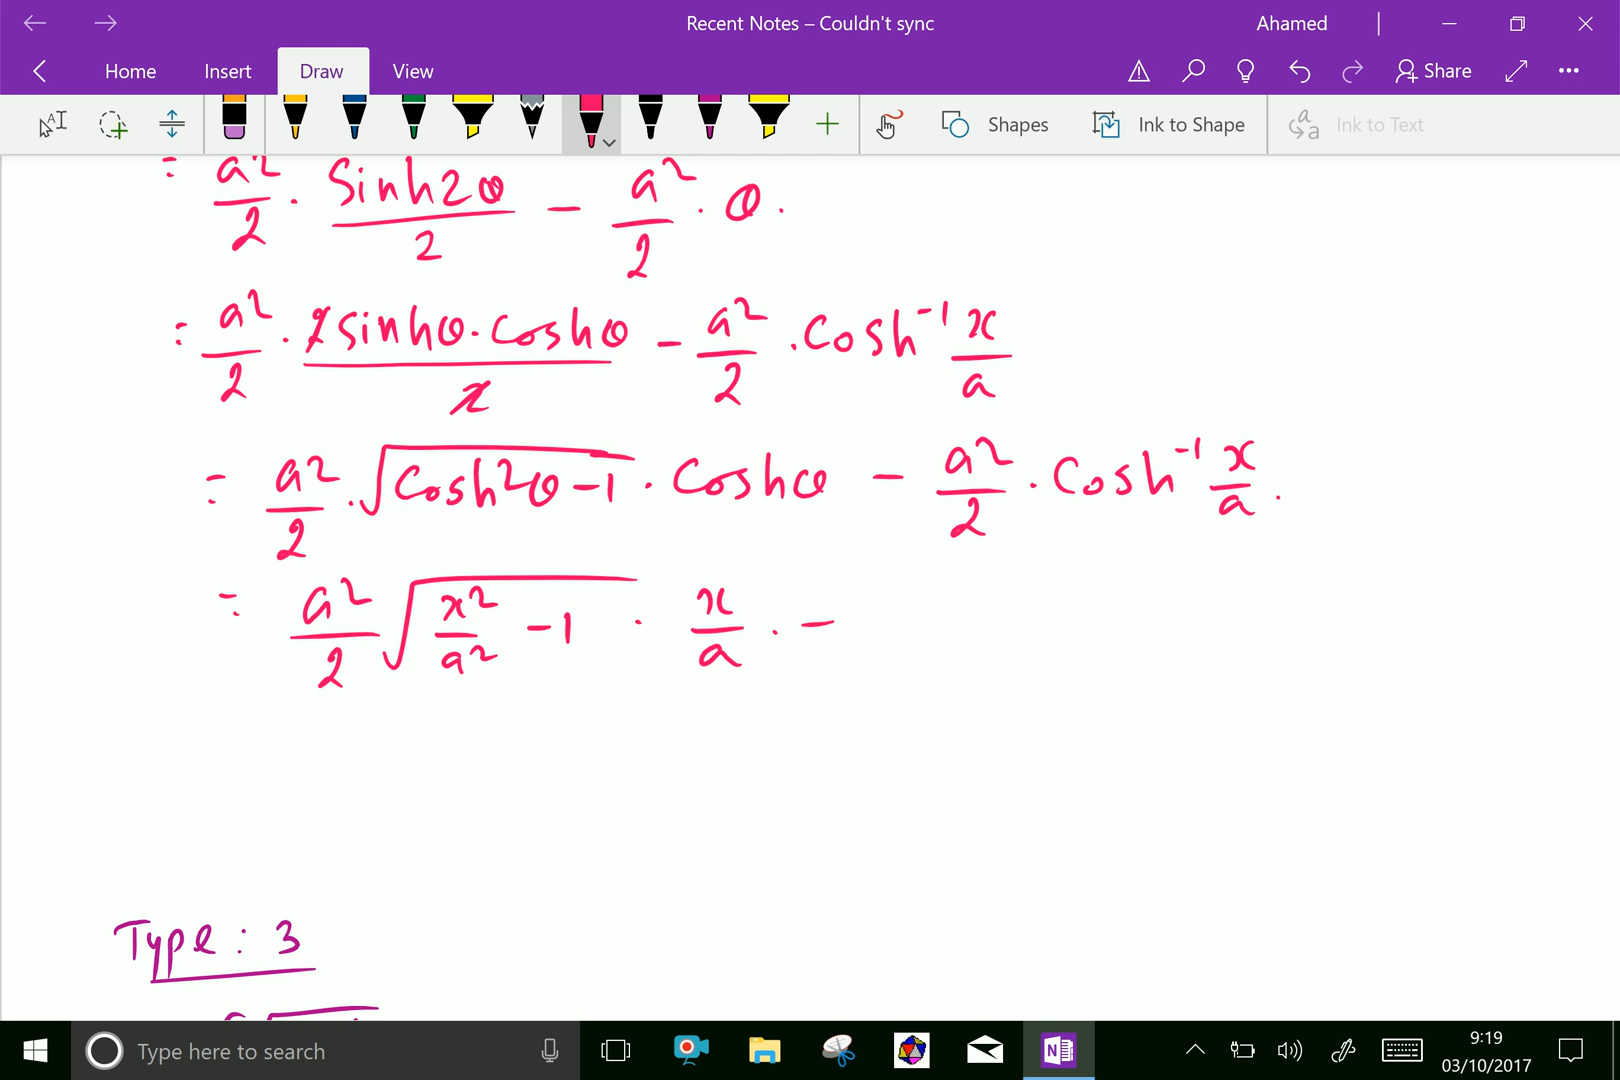 Recent Notes – Couldn't sync
Ahamed
Home Insert Draw View
Share
Shapes
Ink to Shape
Ink to Text
= a²/2 · Sinh2θ/2 − a²/2 · θ.
= a²/2 · 2sinhθ·coshθ/2 − a²/2 · Cosh⁻¹ x/a
= a²/2 · √(Cosh²θ−1) · Coshθ − a²/2 · Cosh⁻¹ x/a.
= a²/2 √(x²/a² −1) · x/a · −
Type : 3
Type here to search
9:19
03/10/2017